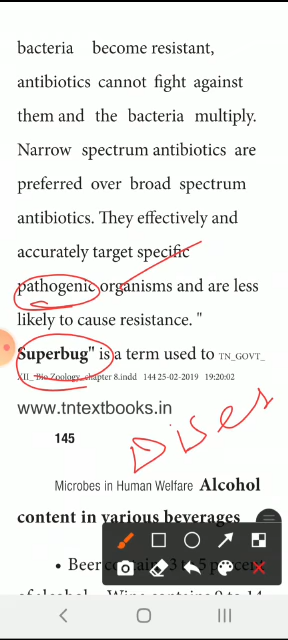 bacteria become resistant,
antibiotics cannot fight against
them and the bacteria multiply.
Narrow spectrum antibiotics are
preferred over broad spectrum
antibiotics. They effectively and
accurately target specific
pathogenic organisms and are less
likely to cause resistance. "
Superbug" is a term used to TN_GOVT_
XII_Bio Zoology_chapter 8.indd 144 25-02-2019 19:20:02
www.tntextbooks.in
Dises
145
Microbes in Human Welfare Alcohol
content in various beverages
• Beer contains 3 to 5 percent
of alcohol Wine contains 9 to 14